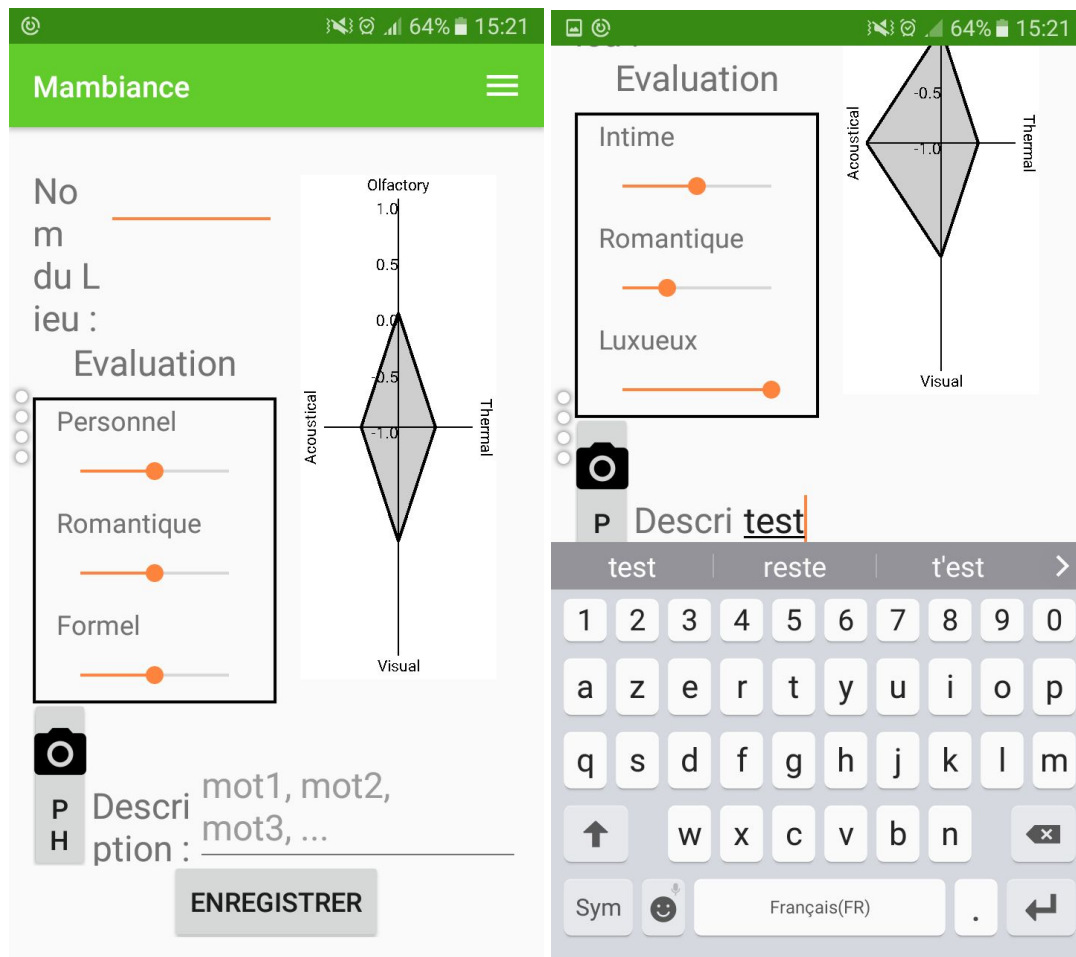 64% 15:21
Mambiance
No
m
du L
ieu :
Olfactory
1.0
0.5
0.0
-0.5
-1.0
Acoustical
Thermal
Visual
Evaluation
Personnel
Romantique
Formel
P
H
Descri
ption :
mot1, mot2,
mot3, ...
ENREGISTRER
64% 15:21
Evaluation
Intime
Romantique
Luxueux
-0.5
-1.0
Acoustical
Thermal
Visual
P
Descri test
test reste t'est
1 2 3 4 5 6 7 8 9 0
a z e r t y u i o p
q s d f g h j k l m
w x c v b n
Sym Français(FR) .